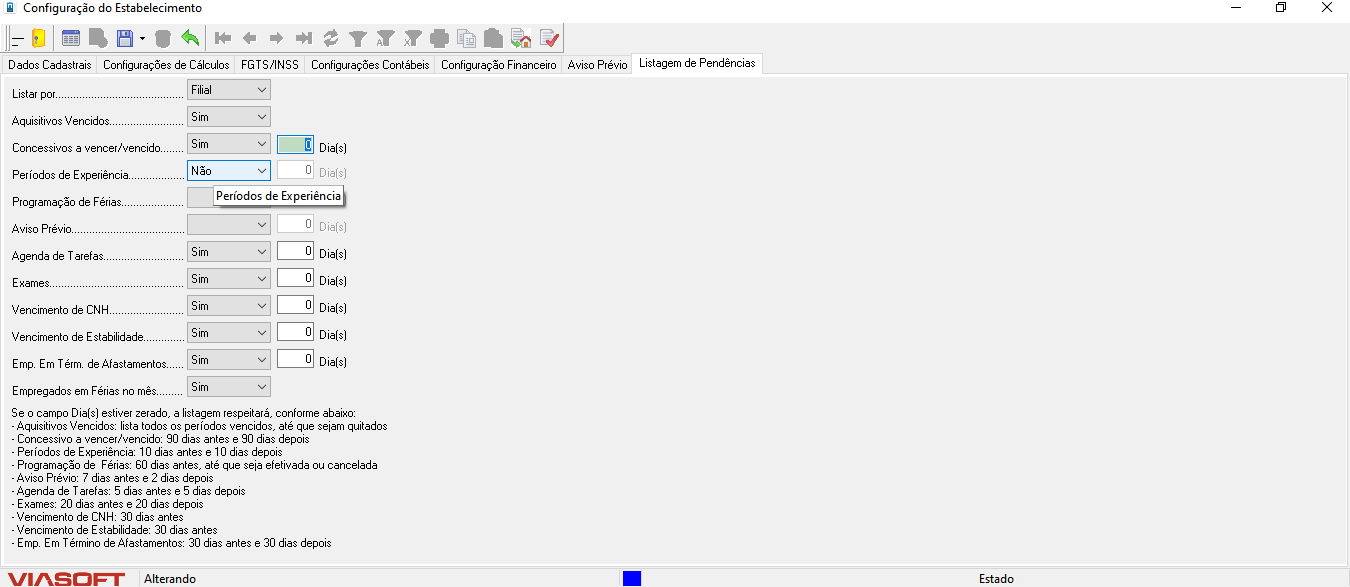 Configuração do Estabelecimento
Dados Cadastrais Configurações de Cálculos FGTS/INSS Configurações Contábeis Configuração Financeiro Aviso Prévio Listagem de Pendências
Listar por........................................... Filial
Aquisitivos Vencidos......................... Sim
Concessivos a vencer/vencido........ Sim 0 Dia(s)
Períodos de Experiência................... Não 0 Dia(s)
Períodos de Experiência
Programação de Férias.....................
Aviso Prévio...................................... 0 Dia(s)
Agenda de Tarefas........................... Sim 0 Dia(s)
Exames............................................. Sim 0 Dia(s)
Vencimento de CNH......................... Sim 0 Dia(s)
Vencimento de Estabilidade............. Sim 0 Dia(s)
Emp. Em Térm. de Afastamentos...... Sim 0 Dia(s)
Empregados em Férias no mês......... Sim
Se o campo Dia(s) estiver zerado, a listagem respeitará, conforme abaixo:
- Aquisitivos Vencidos: lista todos os períodos vencidos, até que sejam quitados
- Concessivo a vencer/vencido: 90 dias antes e 90 dias depois
- Períodos de Experiência: 10 dias antes e 10 dias depois
- Programação de  Férias: 60 dias antes, até que seja efetivada ou cancelada
- Aviso Prévio: 7 dias antes e 2 dias depois
- Agenda de Tarefas: 5 dias antes e 5 dias depois
- Exames: 20 dias antes e 20 dias depois
- Vencimento de CNH: 30 dias antes
- Vencimento de Estabilidade: 30 dias antes
- Emp. Em Término de Afastamentos: 30 dias antes e 30 dias depois
VIASOFT Alterando Estado